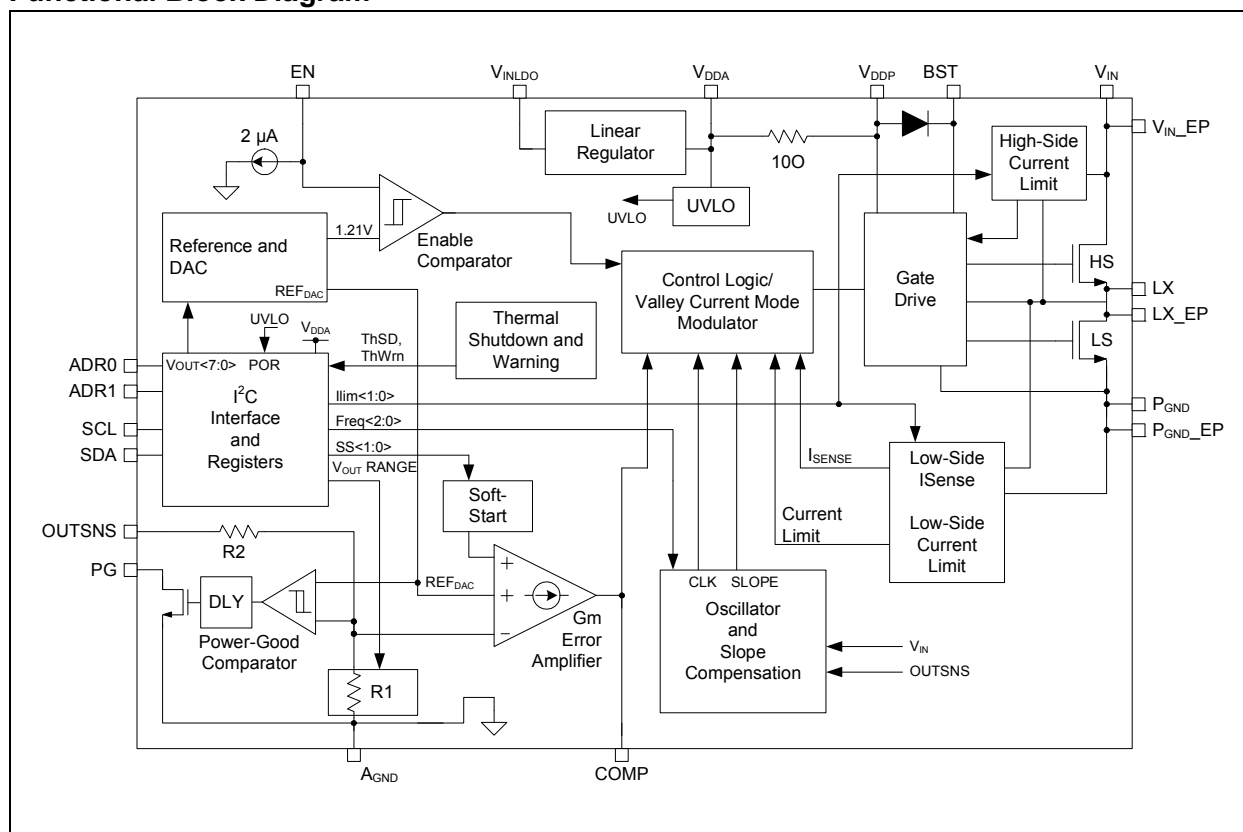 Functional Block Diagram
EN
VINLDO
VDDA
VDDP
BST
VIN
VIN_EP
2 µA
Linear
Regulator
10O
High-Side
Current
Limit
UVLO
UVLO
Reference and
DAC
1.21V
REFDAC
Enable
Comparator
Control Logic/
Valley Current Mode
Modulator
Gate
Drive
HS
LX
LX_EP
LS
UVLO
VDDA
ThSD,
ThWrn
Thermal
Shutdown and
Warning
ADR0
ADR1
SCL
SDA
VOUT<7:0>
POR
I2C
Interface
and
Registers
Ilim<1:0>
Freq<2:0>
SS<1:0>
VOUT RANGE
PGND
PGND_EP
ISENSE
Low-Side
ISense
Low-Side
Current
Limit
Current
Limit
Soft-
Start
OUTSNS
R2
PG
DLY
Power-Good
Comparator
REFDAC
+
+
−
Gm
Error
Amplifier
R1
CLK
SLOPE
Oscillator
and
Slope
Compensation
VIN
OUTSNS
AGND
COMP